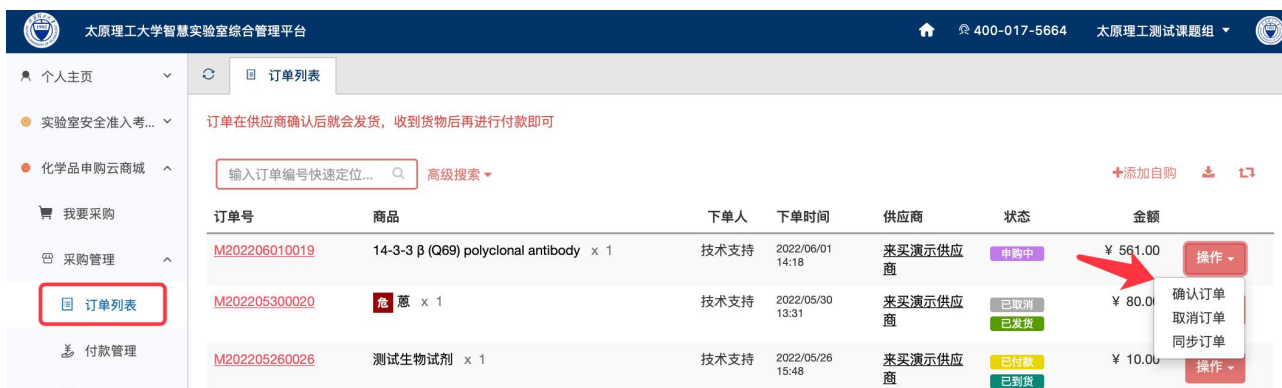 太原理工大学智慧实验室综合管理平台
400-017-5664
太原理工测试课题组
个人主页
订单列表
实验室安全准入考...
订单在供应商确认后就会发货，收到货物后再进行付款即可
化学品申购云商城
输入订单编号快速定位...
高级搜索
+添加自购
我要采购
订单号 商品 下单人 下单时间 供应商 状态 金额
采购管理
M202206010019 14-3-3 β (Q69) polyclonal antibody x 1 技术支持 2022/06/01 14:18 来买演示供应商 申购中 ¥ 561.00 操作
确认订单
取消订单
同步订单
订单列表
M202205300020 危 蒽 x 1 技术支持 2022/05/30 13:31 来买演示供应商 已取消 已发货 ¥ 80.0
付款管理
M202205260026 测试生物试剂 x 1 技术支持 2022/05/26 15:48 来买演示供应商 已付款 已到货 ¥ 10.00 操作